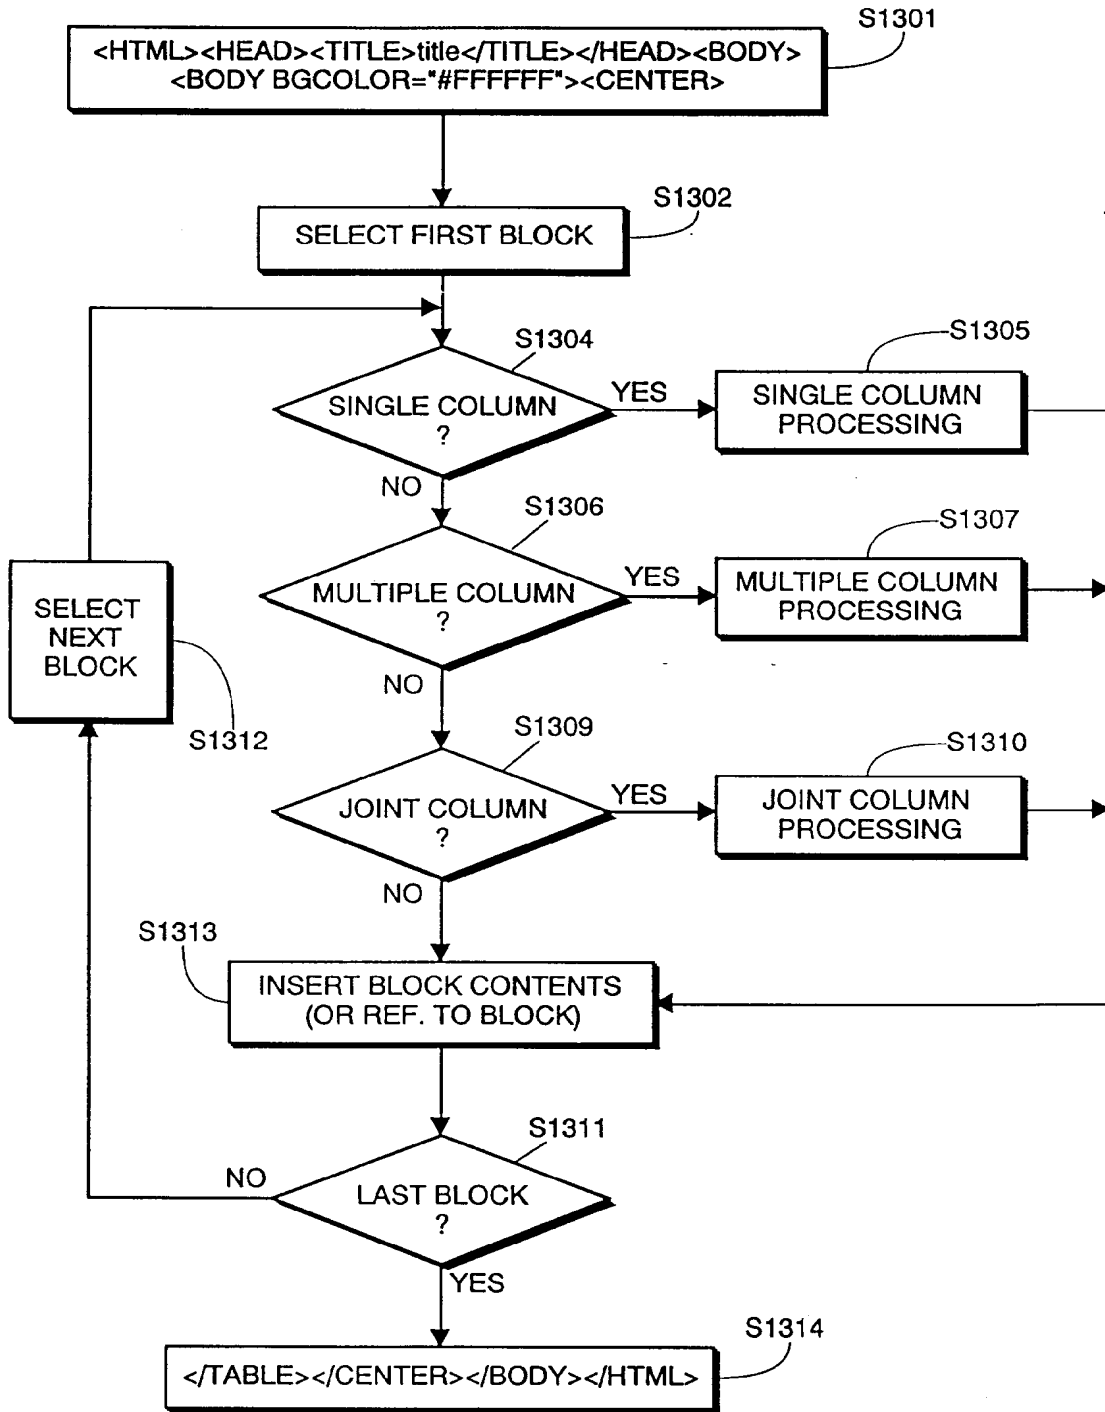 S1301
<HTML><HEAD><TITLE>title</TITLE></HEAD><BODY>
<BODY BGCOLOR="#FFFFFF"><CENTER>
S1302
SELECT FIRST BLOCK
S1304
SINGLE COLUMN
?
YES
NO
S1305
SINGLE COLUMN
PROCESSING
S1306
MULTIPLE COLUMN
?
YES
NO
S1307
MULTIPLE COLUMN
PROCESSING
SELECT
NEXT
BLOCK
S1312
S1309
JOINT COLUMN
?
YES
NO
S1310
JOINT COLUMN
PROCESSING
S1313
INSERT BLOCK CONTENTS
(OR REF. TO BLOCK)
S1311
LAST BLOCK
?
NO
YES
S1314
</TABLE></CENTER></BODY></HTML>